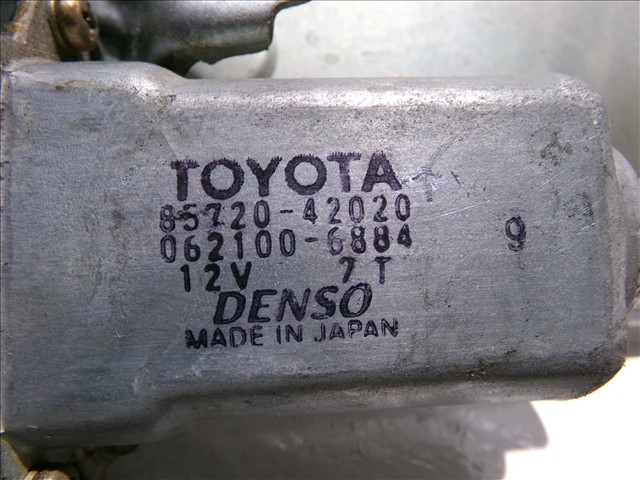 TOYOTA
85720-42020
062100-6884
12V 7T
DENSO
MADE IN JAPAN
9